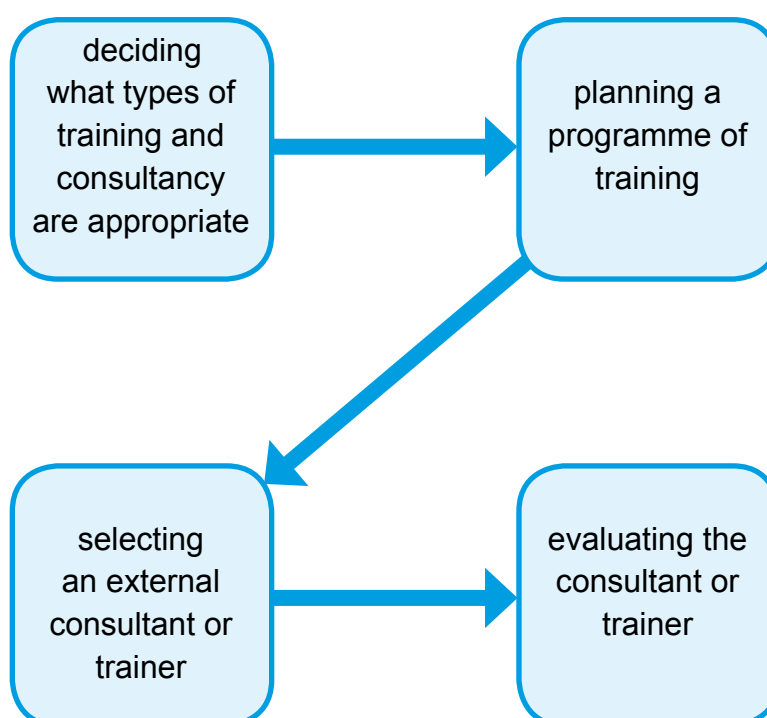 deciding
what types of
training and
consultancy
are appropriate
planning a
programme of
training
selecting
an external
consultant or
trainer
evaluating the
consultant or
trainer